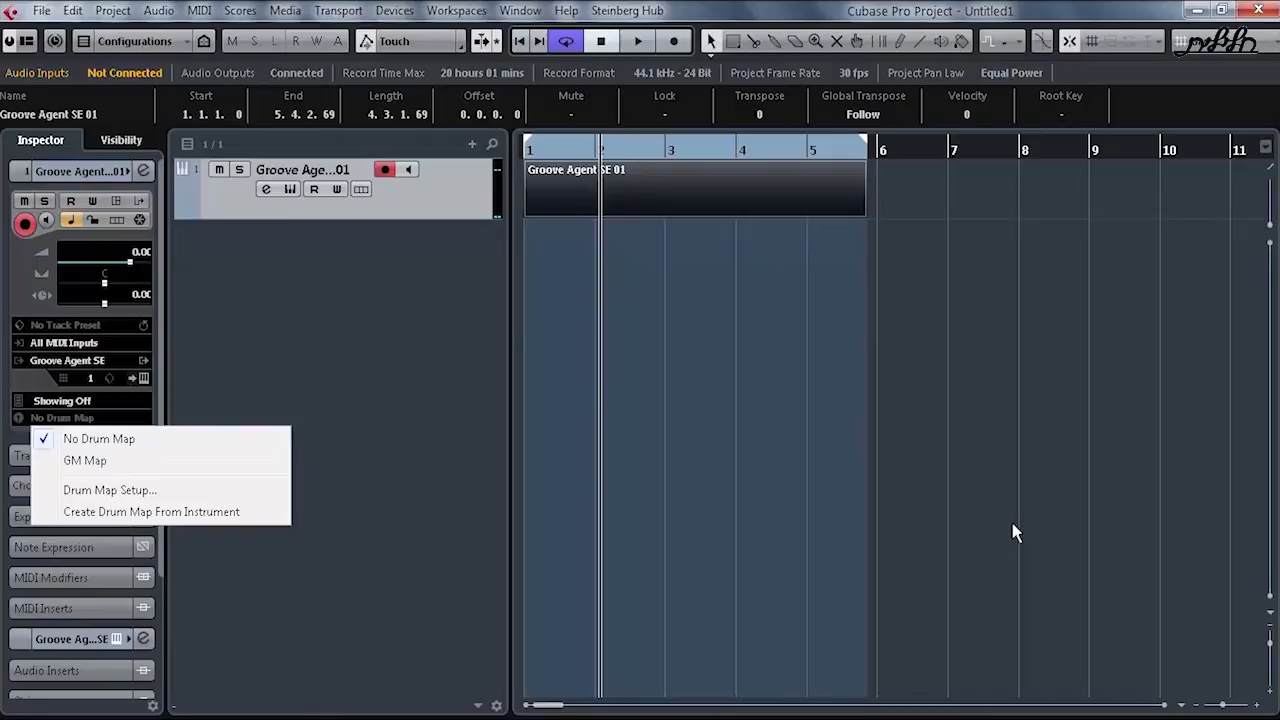 File Edit Project Audio MIDI Scores Media Transport Devices Workspaces Window Help Steinberg Hub Cubase Pro Project - Untitled1
Configurations M S L R W A Touch
Audio Inputs Not Connected Audio Outputs Connected Record Time Max 20 hours 01 mins Record Format 44.1 kHz - 24 Bit Project Frame Rate 30 fps Project Pan Law Equal Power
Name Start End Length Offset Mute Lock Transpose Global Transpose Velocity Root Key
Groove Agent SE 01 1. 1. 1. 0 5. 4. 2. 69 4. 3. 1. 69 0. 0. 0. 0 - - 0 Follow 0 -
Inspector Visibility 1 / 1 1 2 3 4 5 6 7 8 9 10 11
1 Groove Agent...01 1 M S Groove Age...01 Groove Agent SE 01
M S R W e R W
0.00
C
0.00
No Track Preset
All MIDI Inputs
Groove Agent SE
1
Showing Off
No Drum Map
No Drum Map
GM Map
Drum Map Setup...
Create Drum Map From Instrument
Note Expression
MIDI Modifiers
MIDI Inserts
Groove Ag...SE
Audio Inserts